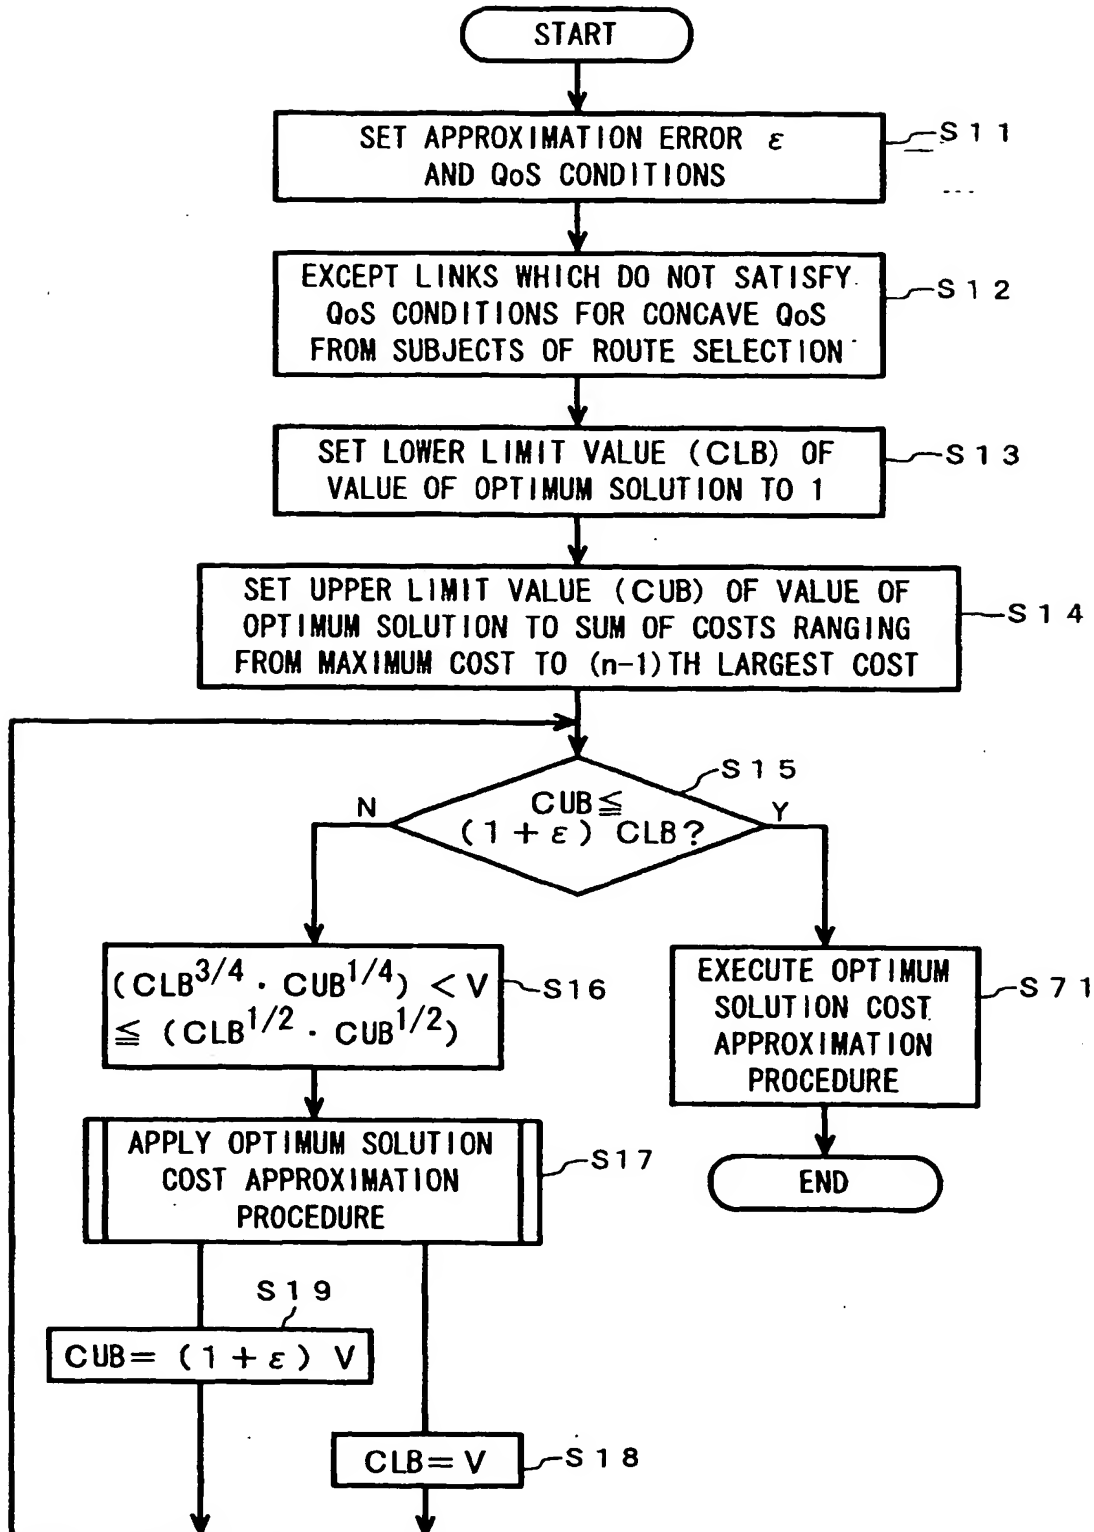 START
SET APPROXIMATION ERROR ε
AND QoS CONDITIONS
S11
EXCEPT LINKS WHICH DO NOT SATISFY
QoS CONDITIONS FOR CONCAVE QoS
FROM SUBJECTS OF ROUTE SELECTION
S12
SET LOWER LIMIT VALUE (CLB) OF
VALUE OF OPTIMUM SOLUTION TO 1
S13
SET UPPER LIMIT VALUE (CUB) OF VALUE OF
OPTIMUM SOLUTION TO SUM OF COSTS RANGING
FROM MAXIMUM COST TO (n-1)TH LARGEST COST
S14
S15
CUB≦
(1+ε) CLB?
N
Y
(CLB^3/4 · CUB^1/4) < V
≦ (CLB^1/2 · CUB^1/2)
S16
EXECUTE OPTIMUM
SOLUTION COST
APPROXIMATION
PROCEDURE
S71
APPLY OPTIMUM SOLUTION
COST APPROXIMATION
PROCEDURE
S17
END
S19
CUB= (1+ε) V
CLB= V
S18